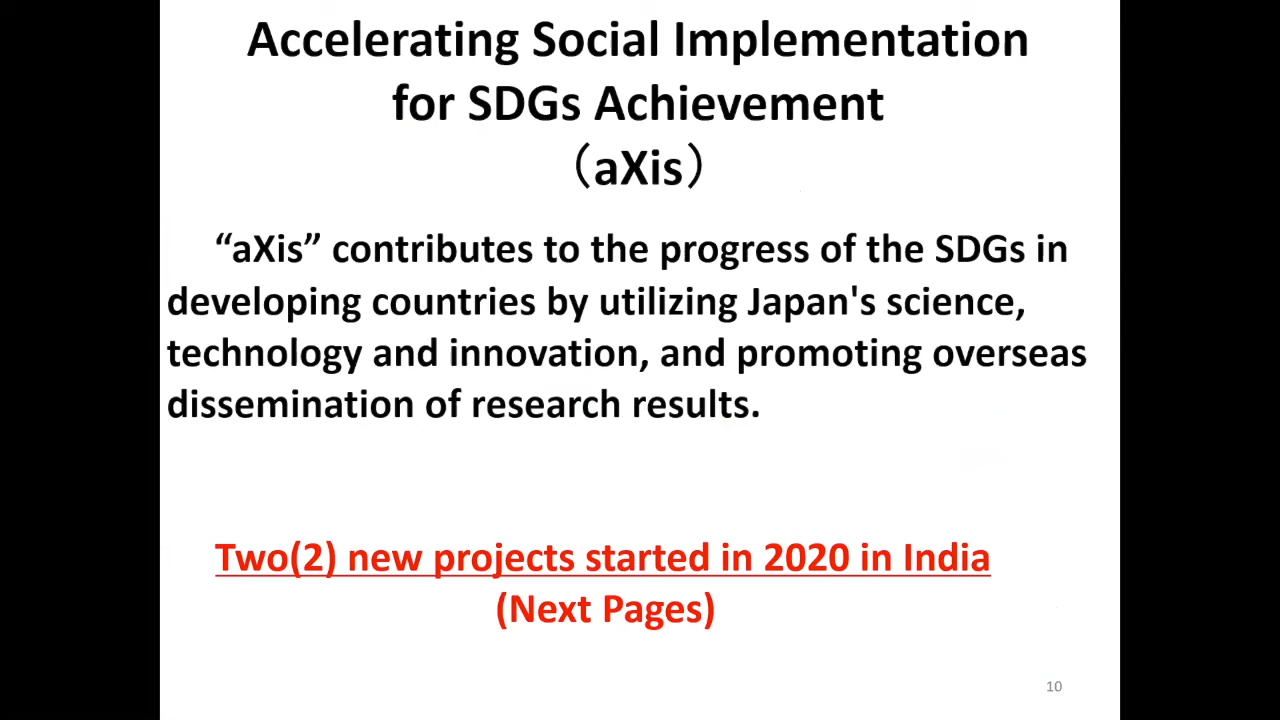 Accelerating Social Implementation
for SDGs Achievement
（aXis）
“aXis” contributes to the progress of the SDGs in
developing countries by utilizing Japan's science,
technology and innovation, and promoting overseas
dissemination of research results.
Two(2) new projects started in 2020 in India
(Next Pages)
10